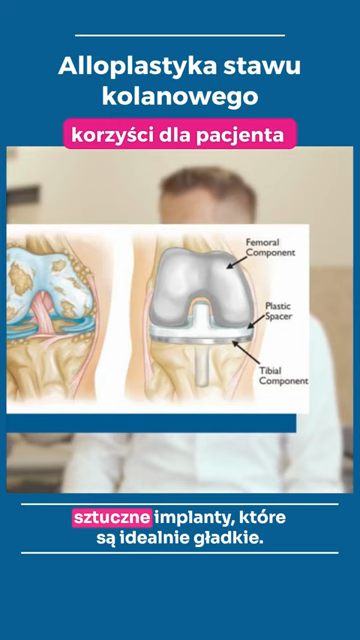 Alloplastyka stawu
kolanowego
korzyści dla pacjenta
Femoral
Component
Plastic
Spacer
Tibial
Component
sztuczne implanty, które
są idealnie gładkie.